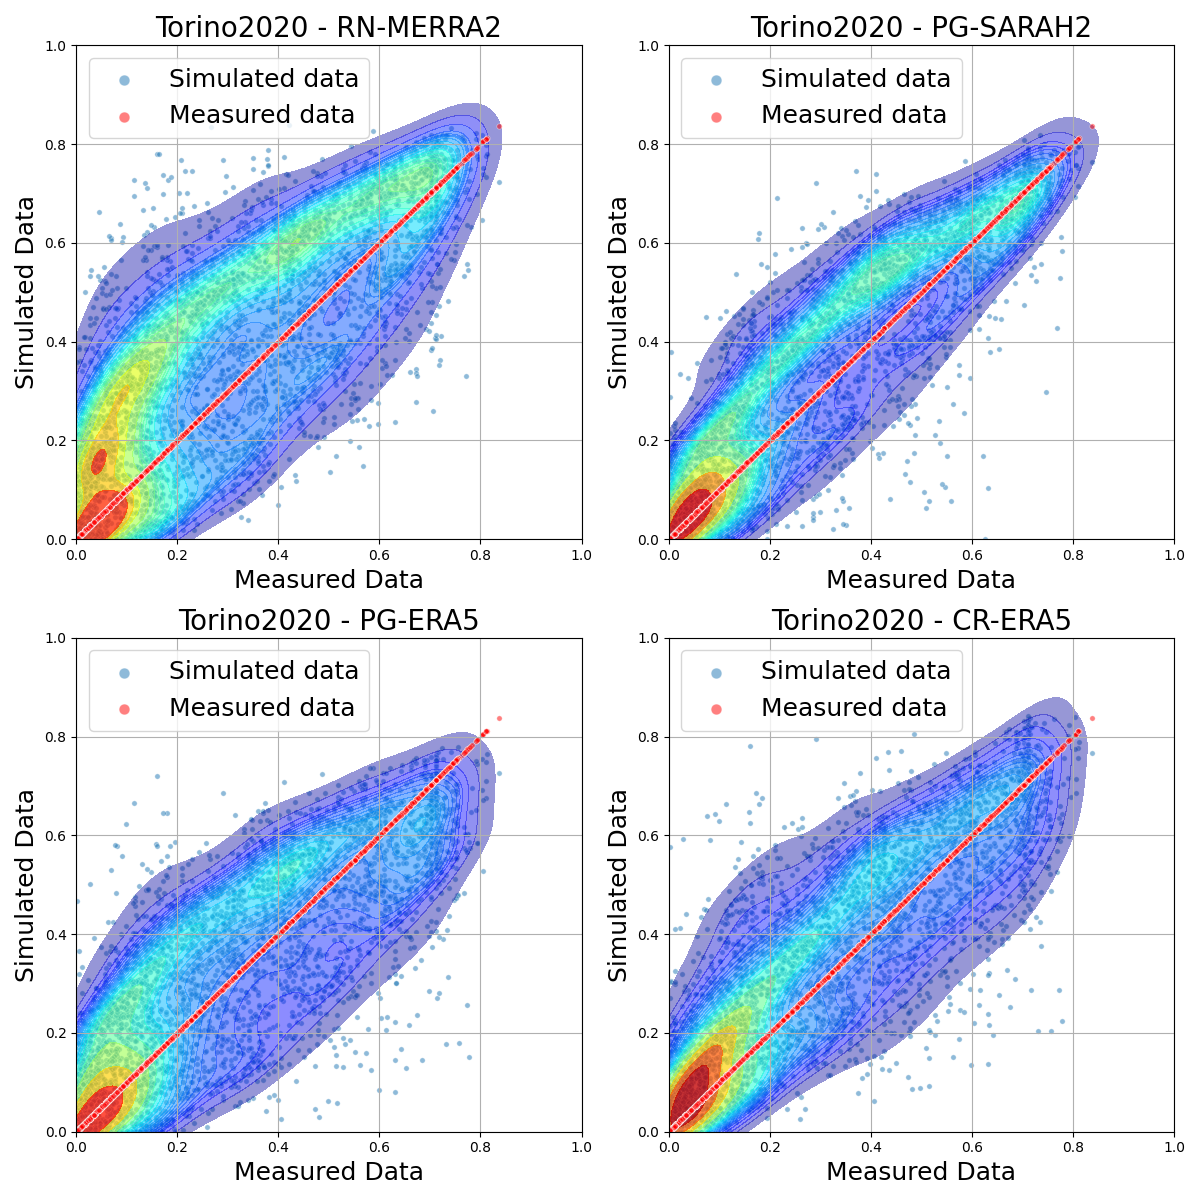 Torino2020 - RN-MERRA2
1.0
0.8
0.6
0.4
0.2
0.0
Simulated Data
Simulated data
Measured data
0.0 0.2 0.4 0.6 0.8 1.0
Measured Data
Torino2020 - PG-SARAH2
1.0
0.8
0.6
0.4
0.2
0.0
Simulated Data
Simulated data
Measured data
0.0 0.2 0.4 0.6 0.8 1.0
Measured Data
Torino2020 - PG-ERA5
1.0
0.8
0.6
0.4
0.2
0.0
Simulated Data
Simulated data
Measured data
0.0 0.2 0.4 0.6 0.8 1.0
Measured Data
Torino2020 - CR-ERA5
1.0
0.8
0.6
0.4
0.2
0.0
Simulated Data
Simulated data
Measured data
0.0 0.2 0.4 0.6 0.8 1.0
Measured Data